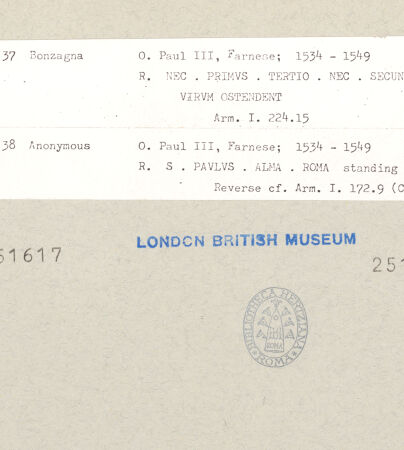 37 Bonzagna O. Paul III, Farnese; 1534 - 1549
R. NEC . PRIMVS . TERTIO . NEC . SECUN
VIRVM OSTENDENT
Arm. I. 224.15
38 Anonymous O. Paul III, Farnese; 1534 - 1549
R. S . PAVLVS . ALMA . ROMA standing
Reverse cf. Arm. I. 172.9 (C
LONDON BRITISH MUSEUM
51617
251
BIBLIOTHECA HERTZIANA
ROMA
ROMA